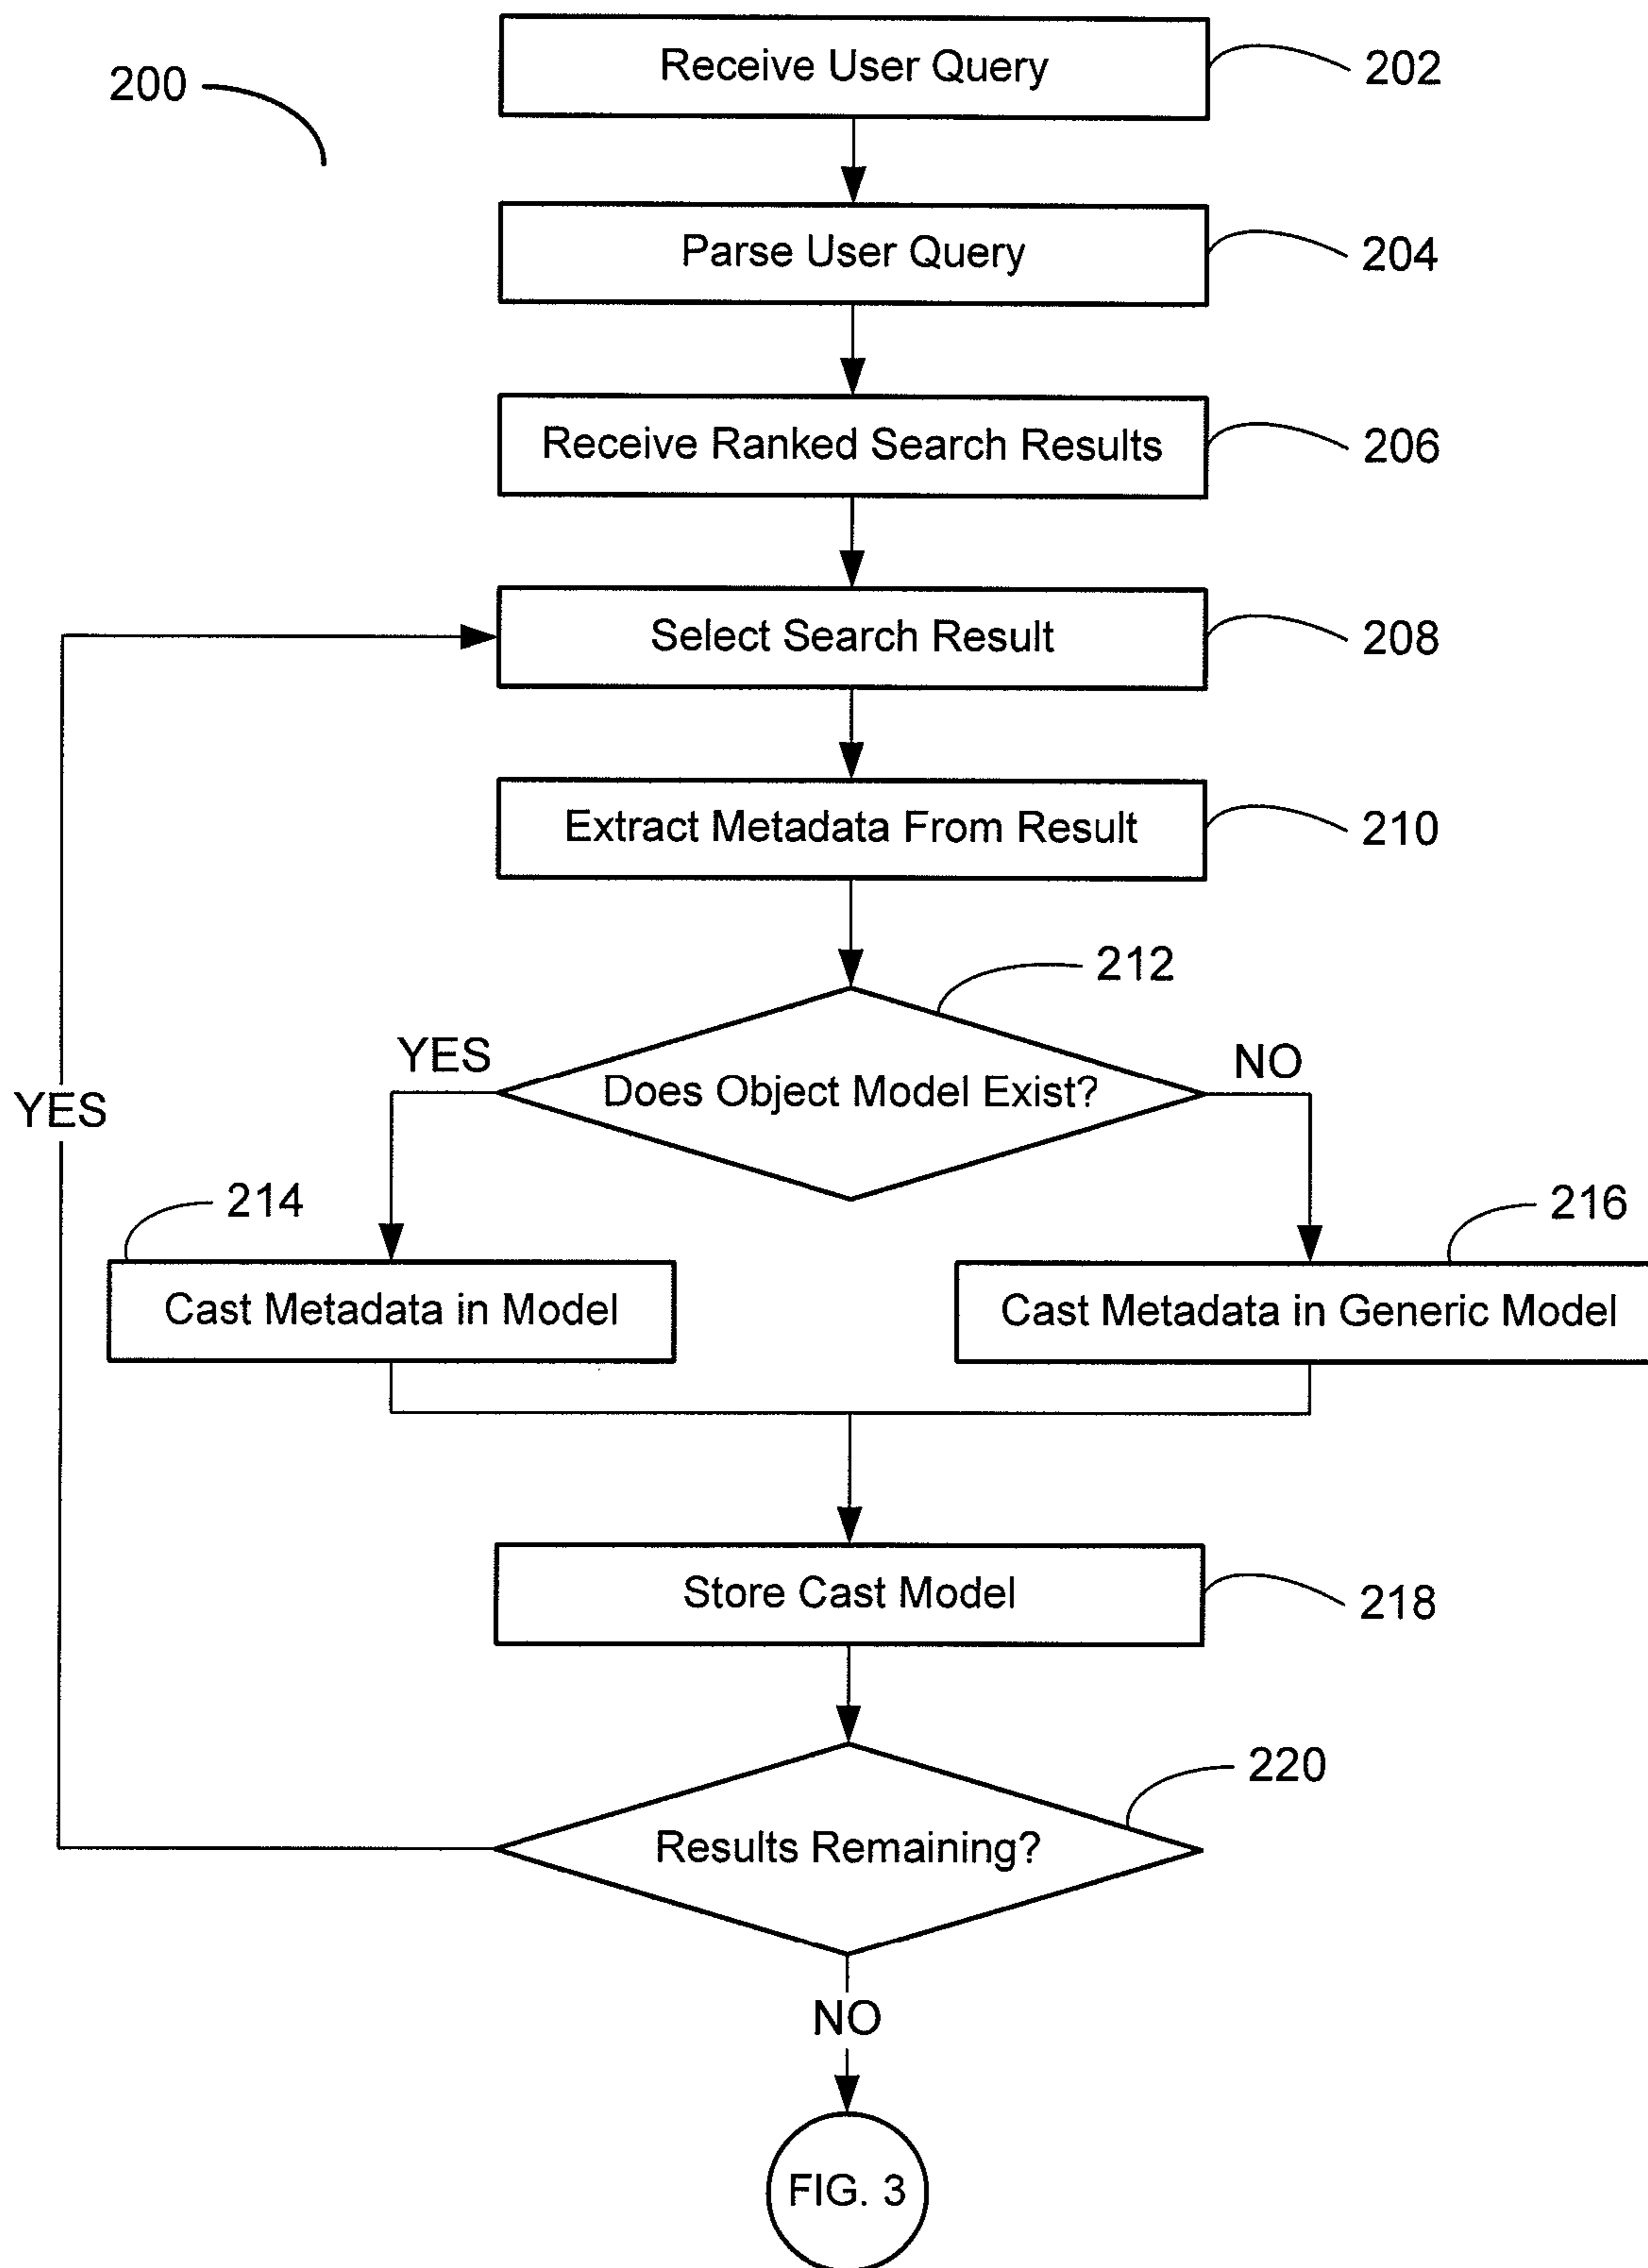 200
Receive User Query
202
Parse User Query
204
Receive Ranked Search Results
206
Select Search Result
208
Extract Metadata From Result
210
212
YES
Does Object Model Exist?
NO
YES
214
216
Cast Metadata in Model
Cast Metadata in Generic Model
Store Cast Model
218
220
Results Remaining?
NO
FIG. 3